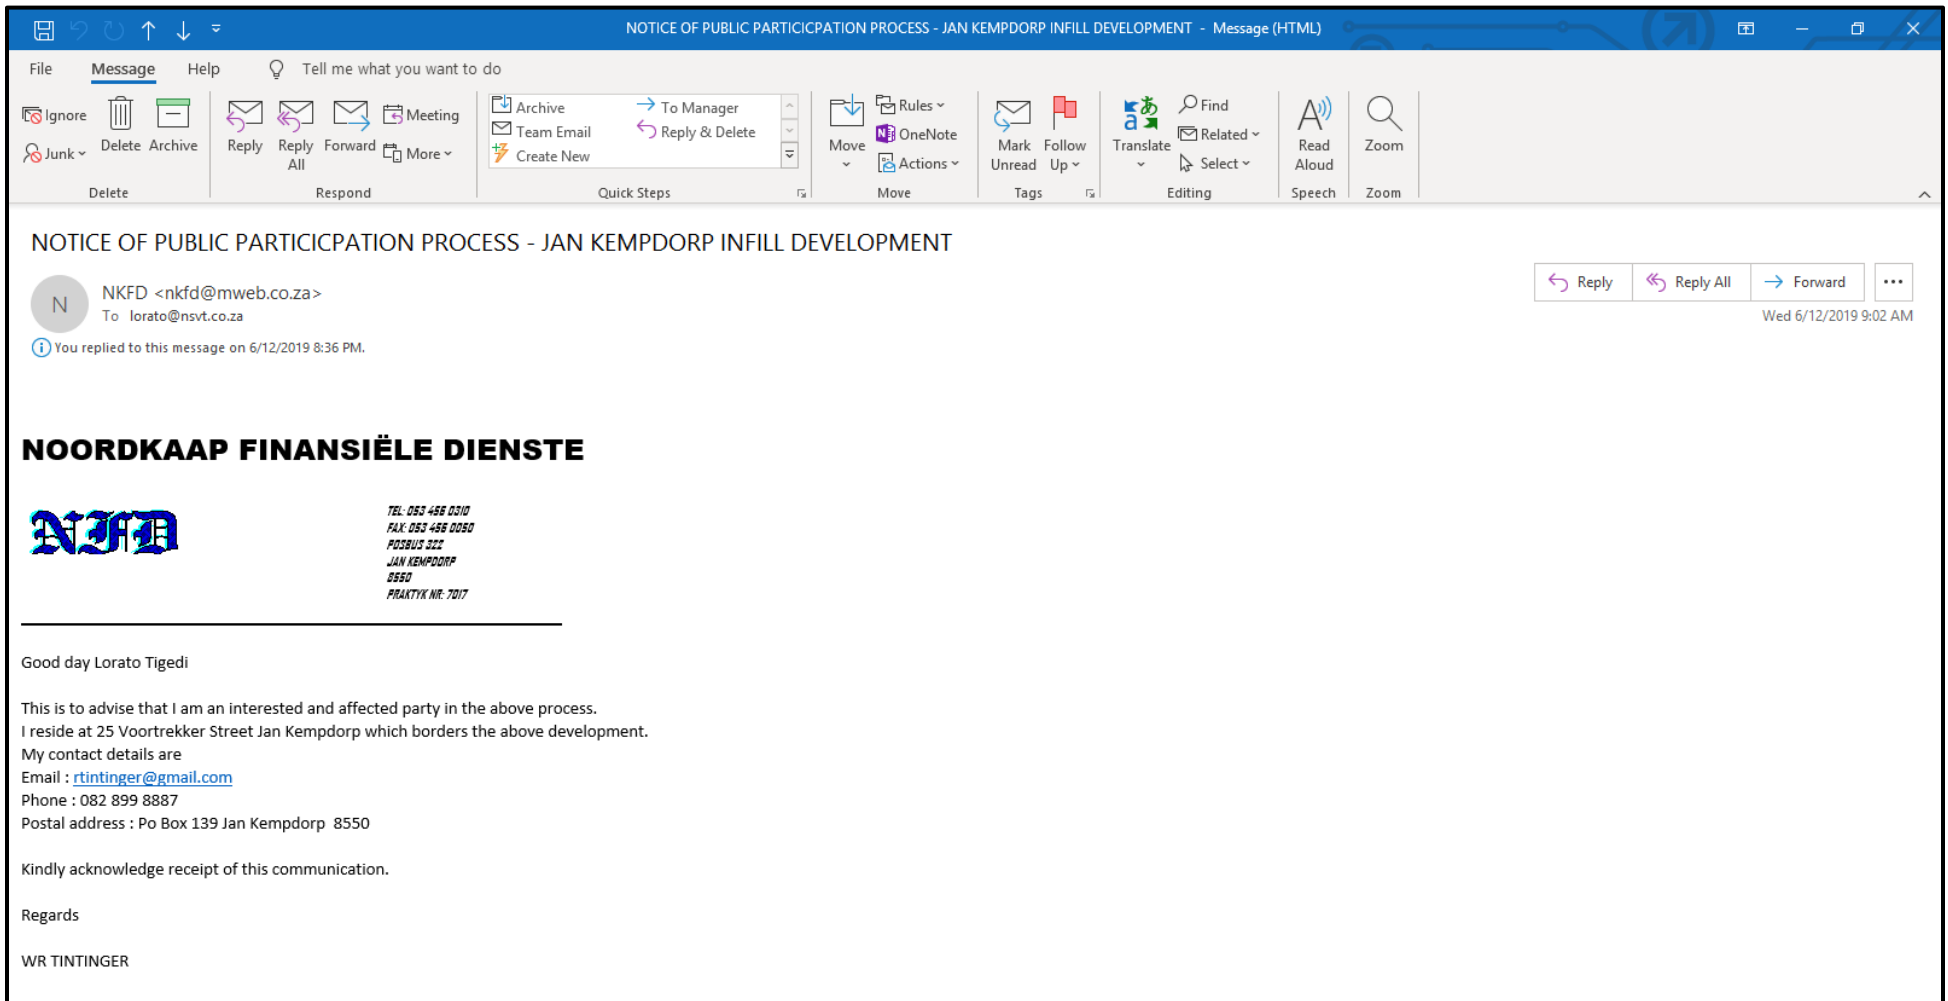 NOTICE OF PUBLIC PARTICICPATION PROCESS - JAN KEMPDORP INFILL DEVELOPMENT - Message (HTML)
File Message Help Tell me what you want to do
Ignore
Junk
Delete
Archive
Delete
Reply
Reply All
Forward
Meeting
More
Respond
Archive
To Manager
Team Email
Reply & Delete
Create New
Quick Steps
Move
Rules
OneNote
Actions
Move
Mark Unread
Follow Up
Tags
Translate
Find
Related
Select
Editing
Read Aloud
Speech
Zoom
Zoom
NOTICE OF PUBLIC PARTICICPATION PROCESS - JAN KEMPDORP INFILL DEVELOPMENT
N
NKFD <nkfd@mweb.co.za>
To lorato@nsvt.co.za
Reply
Reply All
Forward
Wed 6/12/2019 9:02 AM
You replied to this message on 6/12/2019 8:36 PM.
NOORDKAAP FINANSIËLE DIENSTE
NFD
TEL: 053 456 0310
FAX: 053 456 0050
POSBUS 322
JAN KEMPDORP
8550
PRAKTYK NR: 7017
Good day Lorato Tigedi
This is to advise that I am an interested and affected party in the above process.
I reside at 25 Voortrekker Street Jan Kempdorp which borders the above development.
My contact details are
Email : rtintinger@gmail.com
Phone : 082 899 8887
Postal address : Po Box 139 Jan Kempdorp  8550
Kindly acknowledge receipt of this communication.
Regards
WR TINTINGER